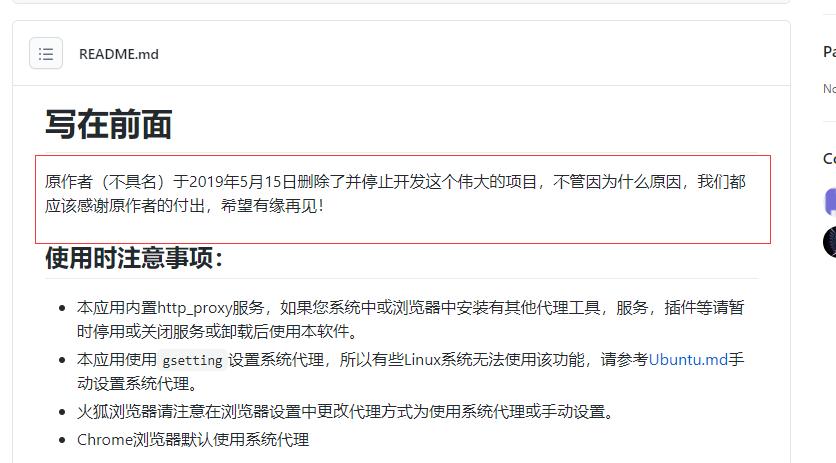 README.md
写在前面
原作者（不具名）于2019年5月15日删除了并停止开发这个伟大的项目，不管因为什么原因，我们都
应该感谢原作者的付出，希望有缘再见！
使用时注意事项：
本应用内置http_proxy服务，如果您系统中或浏览器中安装有其他代理工具，服务，插件等请暂
时停用或关闭服务或卸载后使用本软件。
本应用使用 gsetting 设置系统代理，所以有些Linux系统无法使用该功能，请参考Ubuntu.md手
动设置系统代理。
火狐浏览器请注意在浏览器设置中更改代理方式为使用系统代理或手动设置。
Chrome浏览器默认使用系统代理